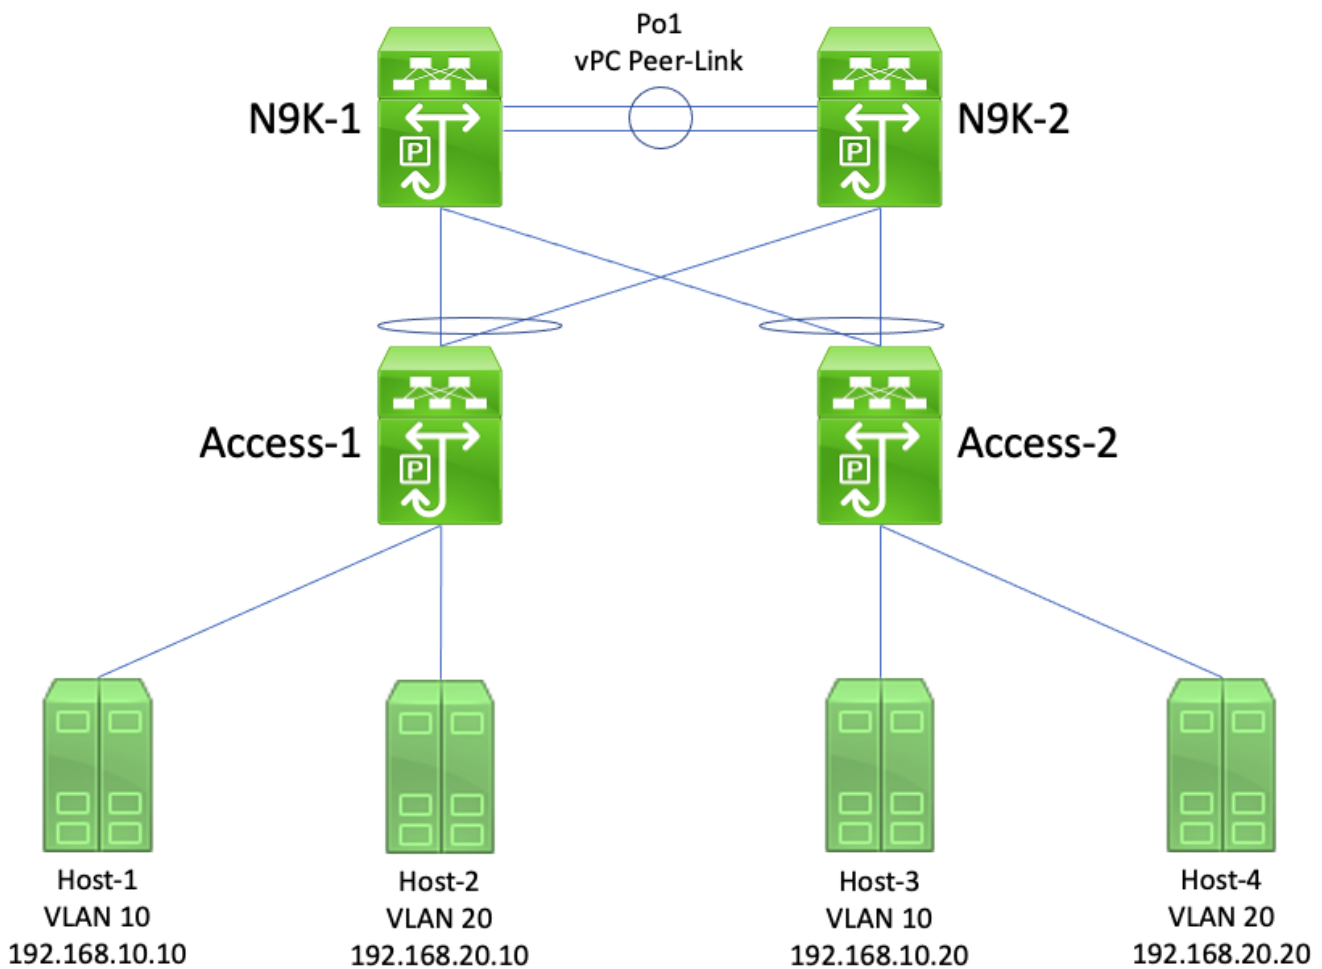 Po1
vPC Peer-Link
N9K-1
N9K-2
P
P
Access-1
Access-2
P
P
Host-1
VLAN 10
192.168.10.10
Host-2
VLAN 20
192.168.20.10
Host-3
VLAN 10
192.168.10.20
Host-4
VLAN 20
192.168.20.20